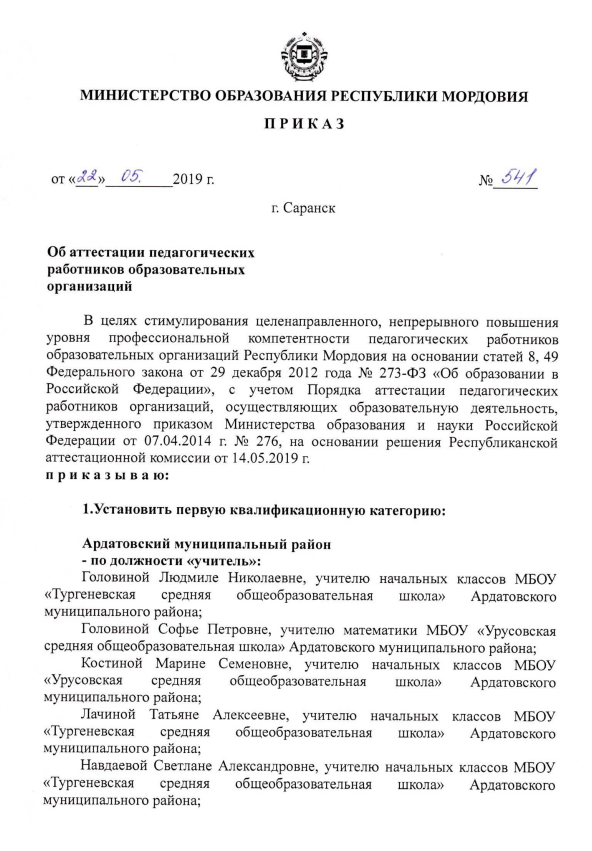 МИНИСТЕРСТВО ОБРАЗОВАНИЯ РЕСПУБЛИКИ МОРДОВИЯ
П Р И К А З
от «22» 05. 2019 г. № 541
г. Саранск
Об аттестации педагогических
работников образовательных
организаций
В целях стимулирования целенаправленного, непрерывного повышения
уровня профессиональной компетентности педагогических работников
образовательных организаций Республики Мордовия на основании статей 8, 49
Федерального закона от 29 декабря 2012 года № 273-ФЗ «Об образовании в
Российской Федерации», с учетом Порядка аттестации педагогических
работников организаций, осуществляющих образовательную деятельность,
утвержденного приказом Министерства образования и науки Российской
Федерации от 07.04.2014 г. № 276, на основании решения Республиканской
аттестационной комиссии от 14.05.2019 г.
п р и к а з ы в а ю:
1.Установить первую квалификационную категорию:
Ардатовский муниципальный район
- по должности «учитель»:
Головиной Людмиле Николаевне, учителю начальных классов МБОУ
«Тургеневская средняя общеобразовательная школа» Ардатовского
муниципального района;
Головиной Софье Петровне, учителю математики МБОУ «Урусовская
средняя общеобразовательная школа» Ардатовского муниципального района;
Костиной Марине Семеновне, учителю начальных классов МБОУ
«Урусовская средняя общеобразовательная школа» Ардатовского
муниципального района;
Лачиной Татьяне Алексеевне, учителю начальных классов МБОУ
«Тургеневская средняя общеобразовательная школа» Ардатовского
муниципального района;
Навдаевой Светлане Александровне, учителю начальных классов МБОУ
«Тургеневская средняя общеобразовательная школа» Ардатовского
муниципального района;